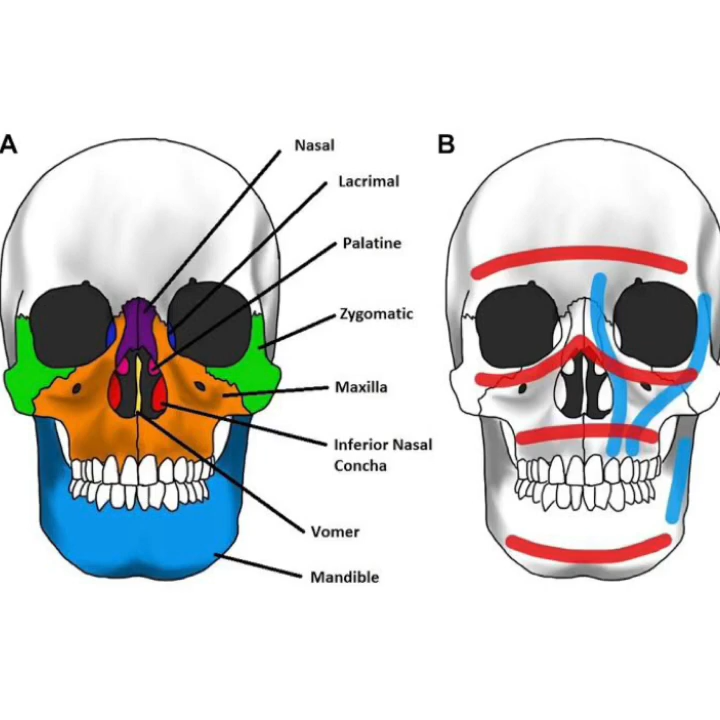 A
B
Nasal
Lacrimal
Palatine
Zygomatic
Maxilla
Inferior Nasal
Concha
Vomer
Mandible